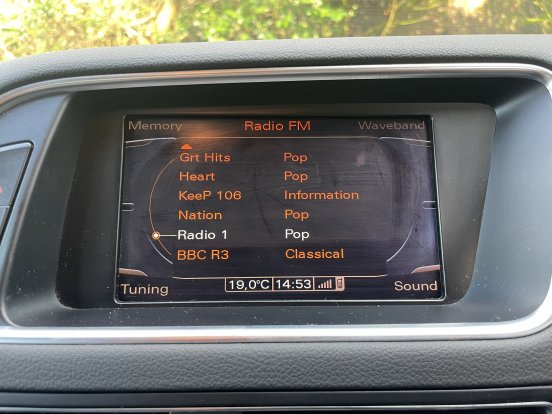 Memory Radio FM Waveband
Grt Hits Pop
Heart Pop
KeeP 106 Information
Nation Pop
Radio 1 Pop
BBC R3 Classical
Tuning 19,0°C 14:53 Sound